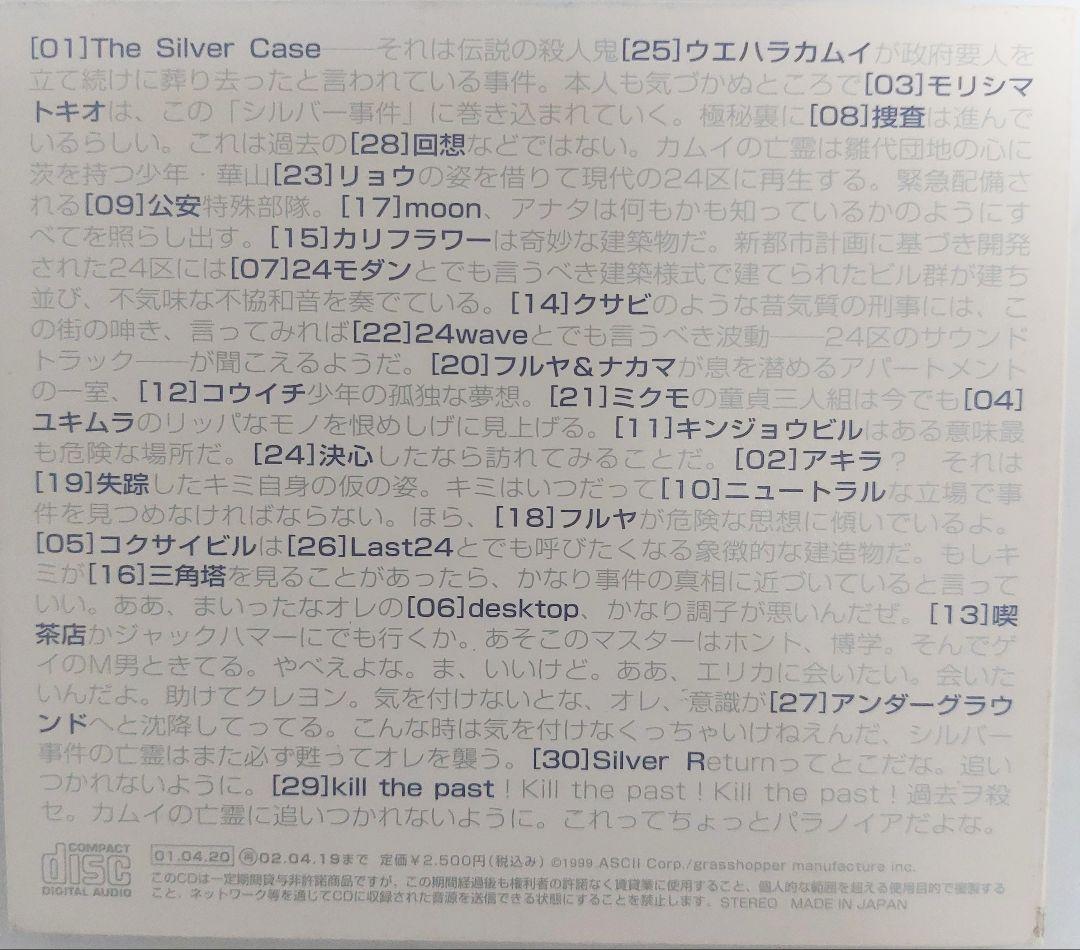 [01]The Silver Case──それは伝説の殺人鬼[25]ウエハラカムイが政府要人を
立て続けに葬り去ったと言われている事件。本人も気づかぬところで[03]モリシマ
トキオは、この「シルバー事件」に巻き込まれていく。極秘裏に[08]捜査は進んで
いるらしい。これは過去の[28]回想などではない。カムイの亡霊は雛代団地の心に
茨を持つ少年・華山[23]リョウの姿を借りて現代の24区に再生する。緊急配備さ
れる[09]公安特殊部隊。[17]moon、アナタは何もかも知っているかのようにす
べてを照らし出す。[15]カリフラワーは奇妙な建築物だ。新都市計画に基づき開発
された24区には[07]24モダンとでも言うべき建築様式で建てられたビル群が建ち
並び、不気味な不協和音を奏でている。[14]クサビのような昔気質の刑事には、こ
の街の呻き、言ってみれば[22]24waveとでも言うべき波動──24区のサウンド
トラック──が聞こえるようだ。[20]フルヤ&ナカマが息を潜めるアパートメント
の一室、[12]コウイチ少年の孤独な夢想。[21]ミクモの童貞三人組は今でも[04]
ユキムラのリッパなモノを恨めしげに見上げる。[11]キンジョウビルはある意味最
も危険な場所だ。[24]決心したなら訪れてみることだ。[02]アキラ? それは
[19]失踪したキミ自身の仮の姿。キミはいつだって[10]ニュートラルな立場で事
件を見つめなければならない。ほら、[18]フルヤが危険な思想に傾いでいるよ。
[05]コクサイビルは[26]Last24とでも呼びたくなる象徴的な建造物だ。もしキ
ミが[16]三角塔を見ることがあったら、かなり事件の真相に近づいていると言って
いい。ああ、まいったなオレの[06]desktop、かなり調子が悪いんだぜ。[13]喫
茶店かジャックハマーにでも行くか。あそこのマスターはホント、博学。そんでゲ
イのM男ときてる。やべえよな。ま、いいけど。ああ、エリカに会いたい。会いた
いんだよ。助けてクレヨン。気を付けないとな、オレ、意識が[27]アンダーグラウ
ンドへと沈降してってる。こんな時は気を付けなくっちゃいけねえんだ、シルバー
事件の亡霊はまた必ず甦ってオレを襲う。[30]Silver Returnってとこだな。追い
つかれないように。[29]kill the past!Kill the past!Kill the past!過去ヲ殺
セ。カムイの亡霊に追いつかれないように。これってちょっとパラノイアだよな。
COMPACT disc DIGITAL AUDIO
01.04.20 再02.04.19まで 定価¥2,500円(税込み) ©1999 ASCII Corp./grasshopper manufacture inc.
このCDは一定期間貸与非許諾商品ですが、この期間経過後も権利者の許諾なく賃貸業に使用すること、個人的な範囲を超える使用目的で複製する
こと、ネットワーク等を通じてCDに収録された音源を送信できる状態にすることを禁止します。STEREO MADE IN JAPAN